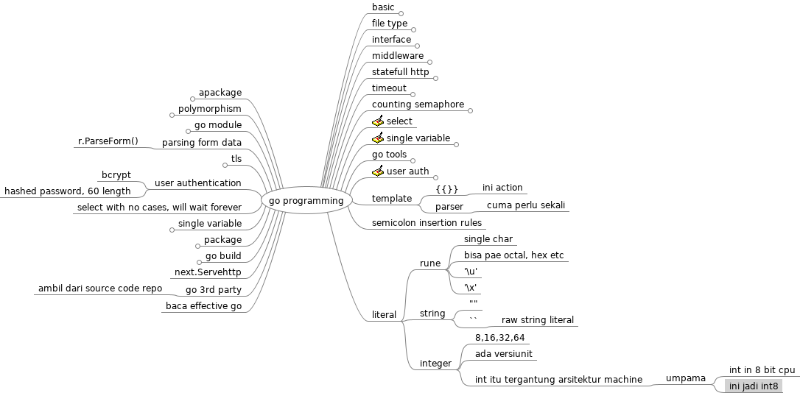 basic
file type
interface
middleware
statefull http
timeout
counting semaphore
select
single variable
go tools
user auth
template
{{}}
ini action
parser
cuma perlu sekali
semicolon insertion rules
literal
rune
single char
bisa pae octal, hex etc
'\u'
'\x'
string
""
``
raw string literal
integer
8,16,32,64
ada versiunit
int itu tergantung arsitektur machine
umpama
int in 8 bit cpu
ini jadi int8
go programming
apackage
polymorphism
go module
parsing form data
r.ParseForm()
tls
user authentication
bcrypt
hashed password, 60 length
select with no cases, will wait forever
single variable
package
go build
next.Servehttp
go 3rd party
ambil dari source code repo
baca effective go